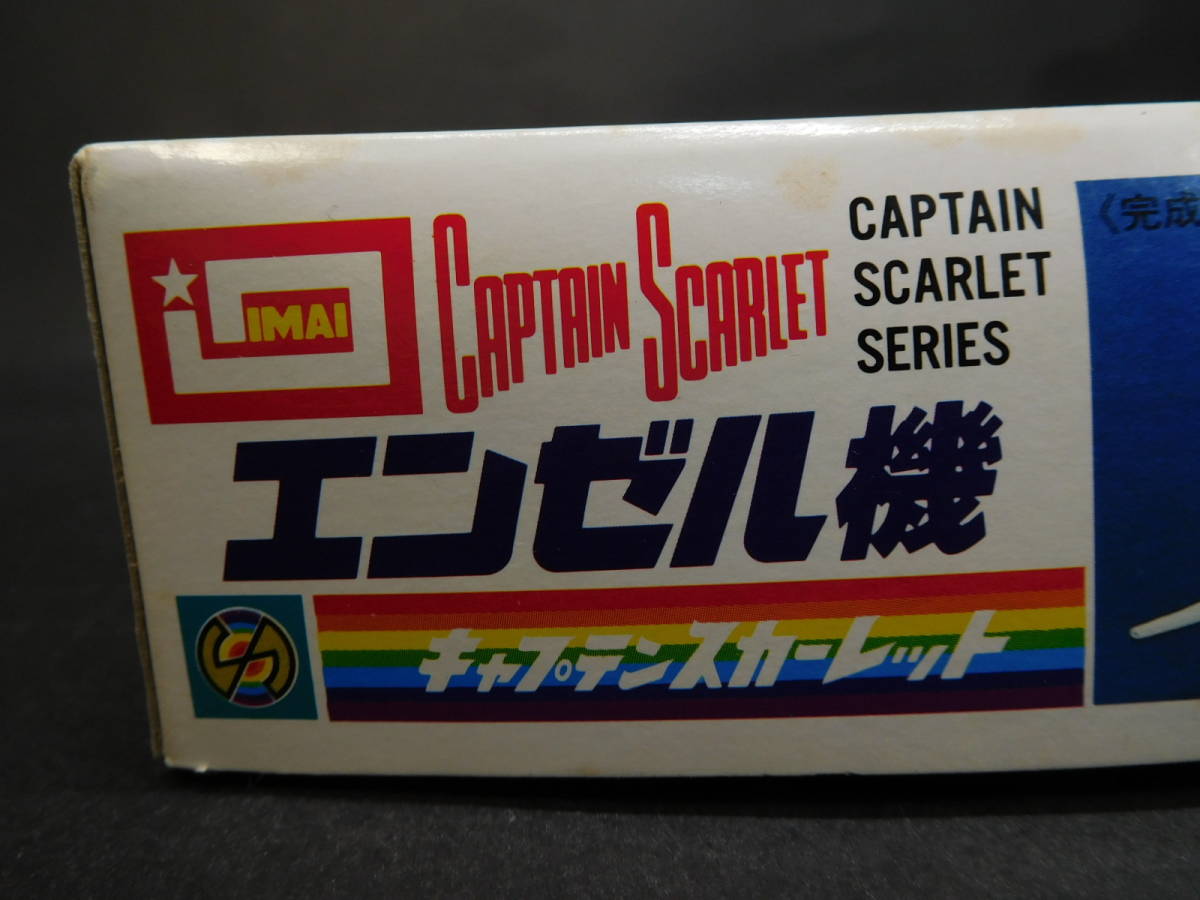 IMAI
CAPTAIN SCARLET
CAPTAIN
SCARLET
SERIES
エンゼル機
キャプテンスカーレット
《完成